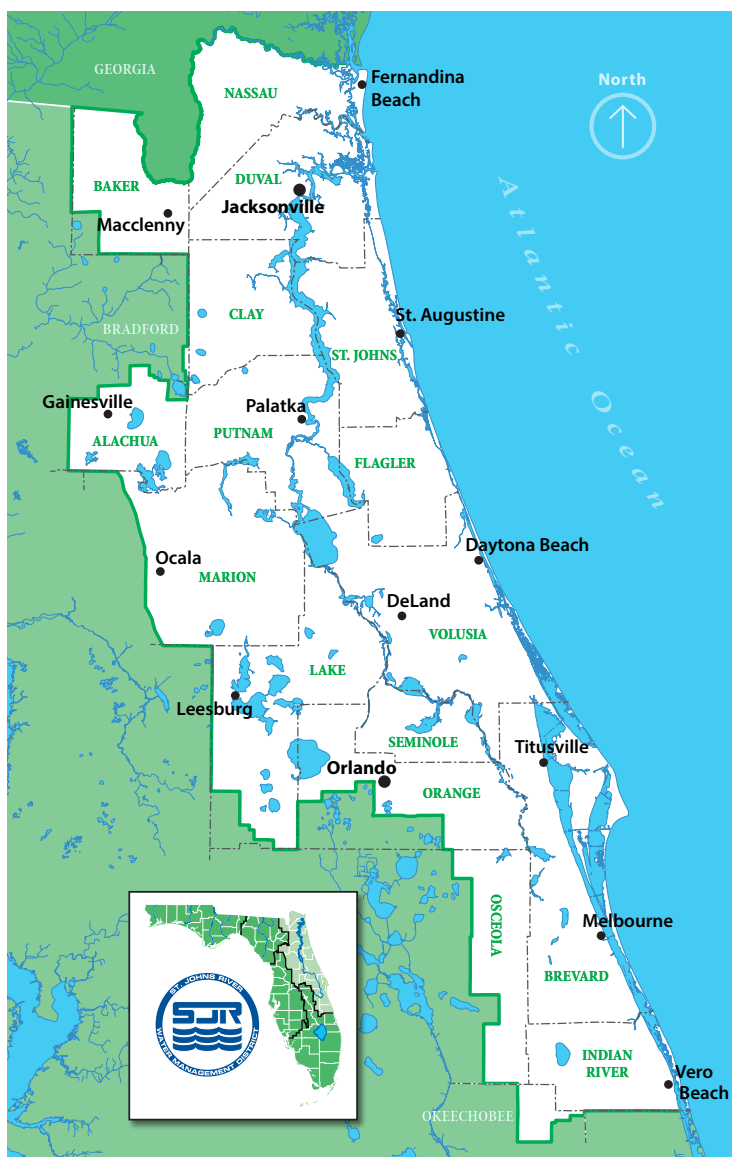 GEORGIA
NASSAU
Fernandina
Beach
North
BAKER
DUVAL
Macclenny
Jacksonville
Atlantic Ocean
BRADFORD
CLAY
St. Augustine
ST. JOHNS
Gainesville
Palatka
ALACHUA
PUTNAM
FLAGLER
Ocala
MARION
Daytona Beach
DeLand
VOLUSIA
LAKE
Leesburg
SEMINOLE
Titusville
Orlando
ORANGE
OSCEOLA
Melbourne
BREVARD
ST. JOHNS RIVER
SJR
WATER MANAGEMENT DISTRICT
INDIAN
RIVER
Vero
Beach
OKEECHOBEE